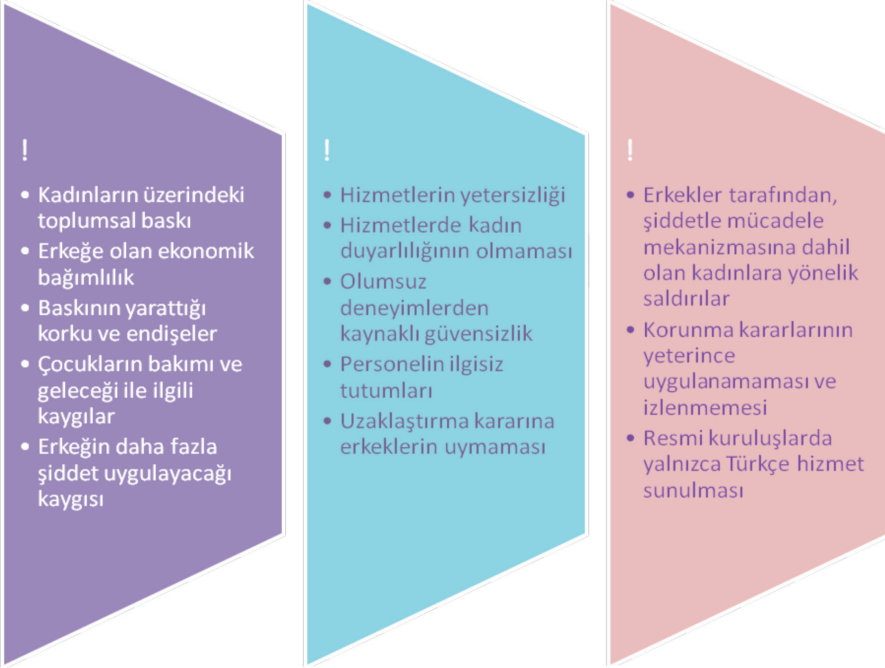 !
• Kadınların üzerindeki
toplumsal baskı
• Erkeğe olan ekonomik
bağımlılık
• Baskının yarattığı
korku ve endişeler
• Çocukların bakımı ve
geleceği ile ilgili
kaygılar
• Erkeğin daha fazla
şiddet uygulayacağı
kaygısı
!
• Hizmetlerin yetersizliği
• Hizmetlerde kadın
duyarlılığının olmaması
• Olumsuz
deneyimlerden
kaynaklı güvensizlik
• Personelin ilgisiz
tutumları
• Uzaklaştırma kararına
erkeklerin uymaması
!
• Erkekler tarafından,
şiddetle mücadele
mekanizmasına dahil
olan kadınlara yönelik
saldırılar
• Korunma kararlarının
yeterince
uygulanamaması ve
izlenmemesi
• Resmi kuruluşlarda
yalnızca Türkçe hizmet
sunulması